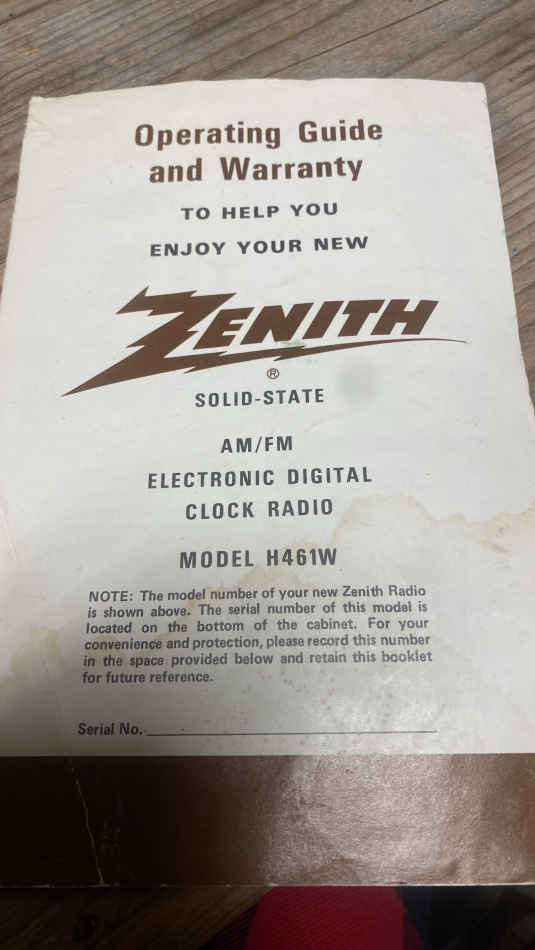 Operating Guide
and Warranty
TO HELP YOU
ENJOY YOUR NEW
ZENITH
®
SOLID-STATE
AM/FM
ELECTRONIC DIGITAL
CLOCK RADIO
MODEL H461W
NOTE: The model number of your new Zenith Radio
is shown above. The serial number of this model is
located on the bottom of the cabinet. For your
convenience and protection, please record this number
in the space provided below and retain this booklet
for future reference.
Serial No.